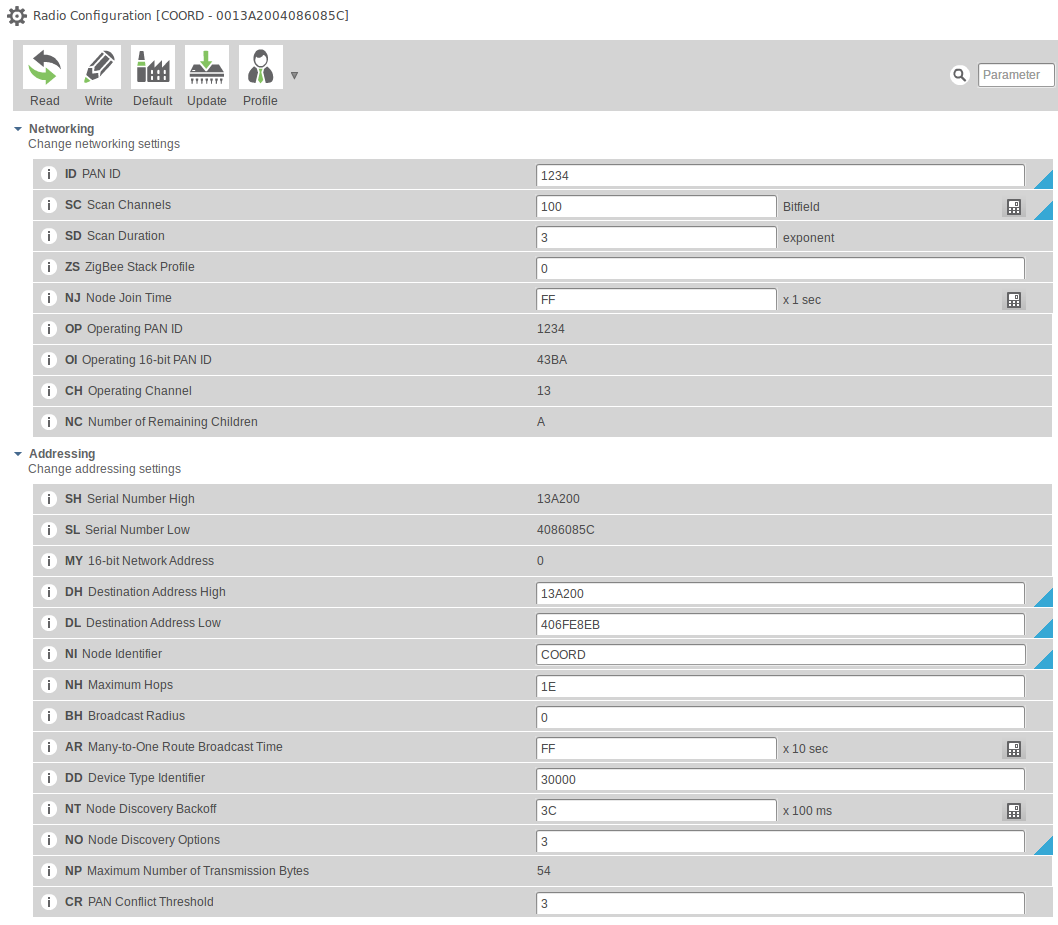 Radio Configuration [COORD - 0013A2004086085C]
Read Write Default Update Profile Parameter
Networking
Change networking settings
i ID PAN ID 1234
i SC Scan Channels 100 Bitfield
i SD Scan Duration 3 exponent
i ZS ZigBee Stack Profile 0
i NJ Node Join Time FF x 1 sec
i OP Operating PAN ID 1234
i OI Operating 16-bit PAN ID 43BA
i CH Operating Channel 13
i NC Number of Remaining Children A
Addressing
Change addressing settings
i SH Serial Number High 13A200
i SL Serial Number Low 4086085C
i MY 16-bit Network Address 0
i DH Destination Address High 13A200
i DL Destination Address Low 406FE8EB
i NI Node Identifier COORD
i NH Maximum Hops 1E
i BH Broadcast Radius 0
i AR Many-to-One Route Broadcast Time FF x 10 sec
i DD Device Type Identifier 30000
i NT Node Discovery Backoff 3C x 100 ms
i NO Node Discovery Options 3
i NP Maximum Number of Transmission Bytes 54
i CR PAN Conflict Threshold 3